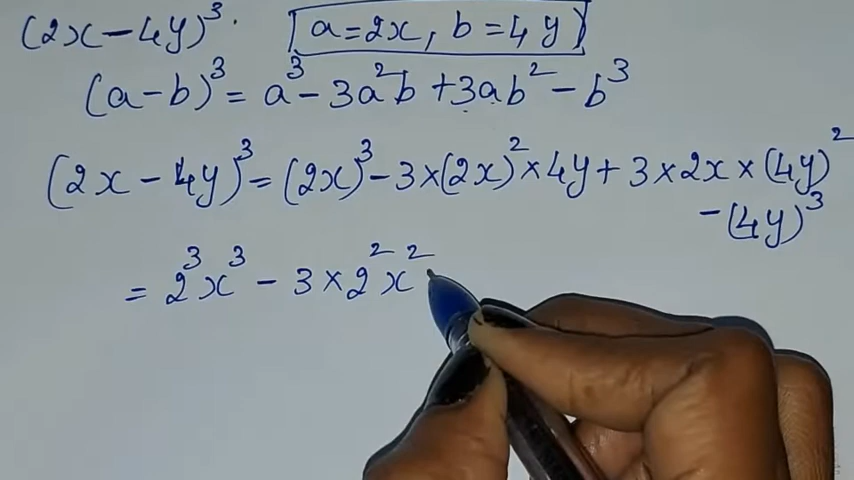 (2x-4y)³. a=2x, b=4y
(a-b)³ = a³ - 3a²b + 3ab² - b³
(2x-4y)³ = (2x)³ - 3×(2x)²×4y + 3×2x×(4y)²
-(4y)³
= 2³x³ - 3×2²x²